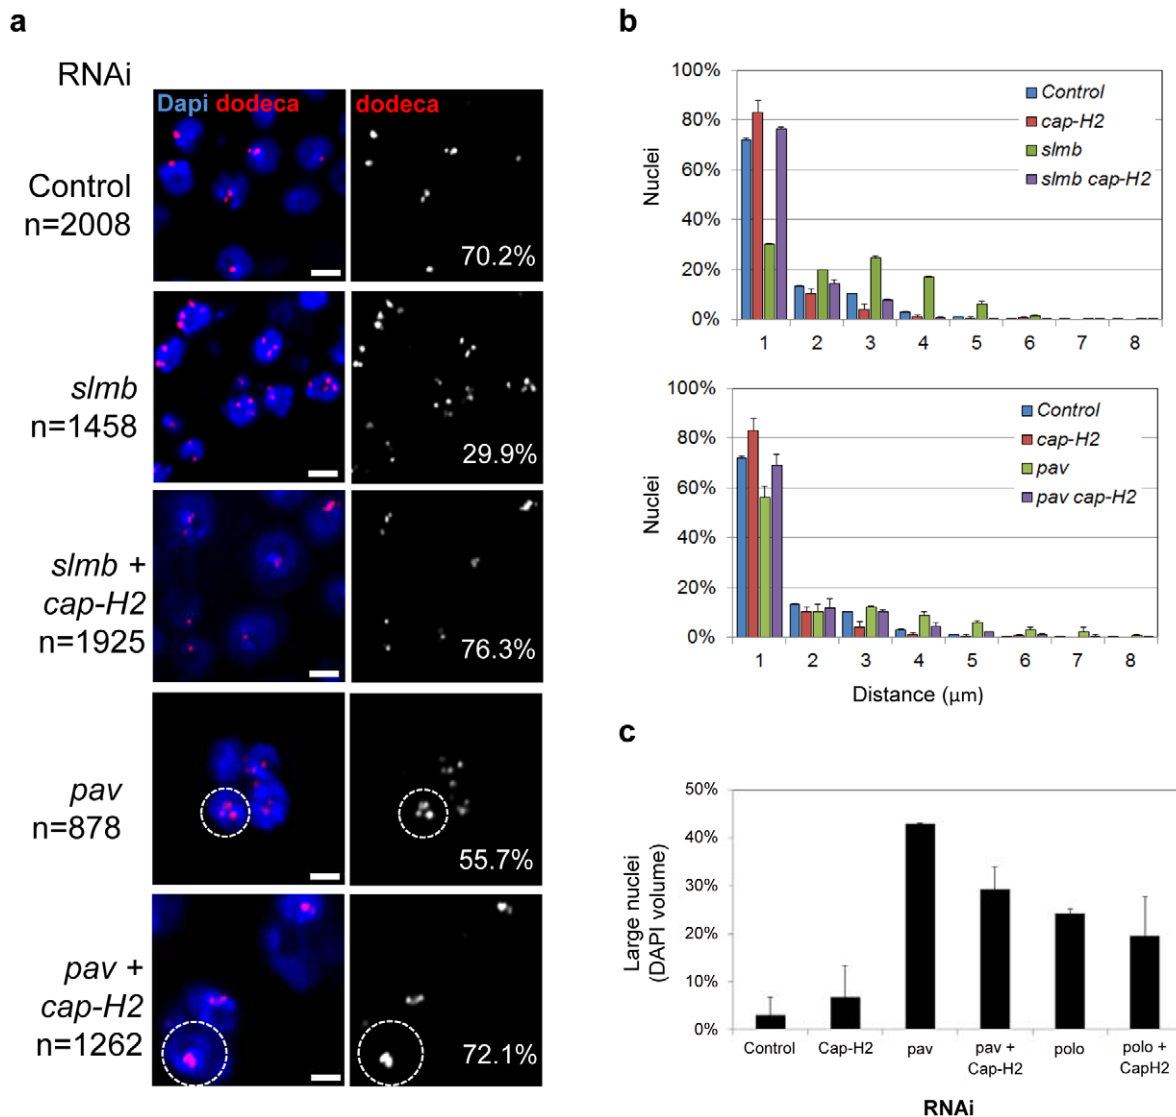 a
RNAi
Dapi dodeca
dodeca
Control
n=2008
70.2%
slmb
n=1458
29.9%
slmb +
cap-H2
n=1925
76.3%
pav
n=878
55.7%
pav +
cap-H2
n=1262
72.1%
b
100%
80%
60%
40%
20%
0%
Nuclei
Control
cap-H2
slmb
slmb cap-H2
1 2 3 4 5 6 7 8
100%
80%
60%
40%
20%
0%
Nuclei
Control
cap-H2
pav
pav cap-H2
1 2 3 4 5 6 7 8
Distance (μm)
c
50%
40%
30%
20%
10%
0%
Large nuclei
(DAPI volume)
Control
Cap-H2
pav
pav +
Cap-H2
polo
polo +
CapH2
RNAi